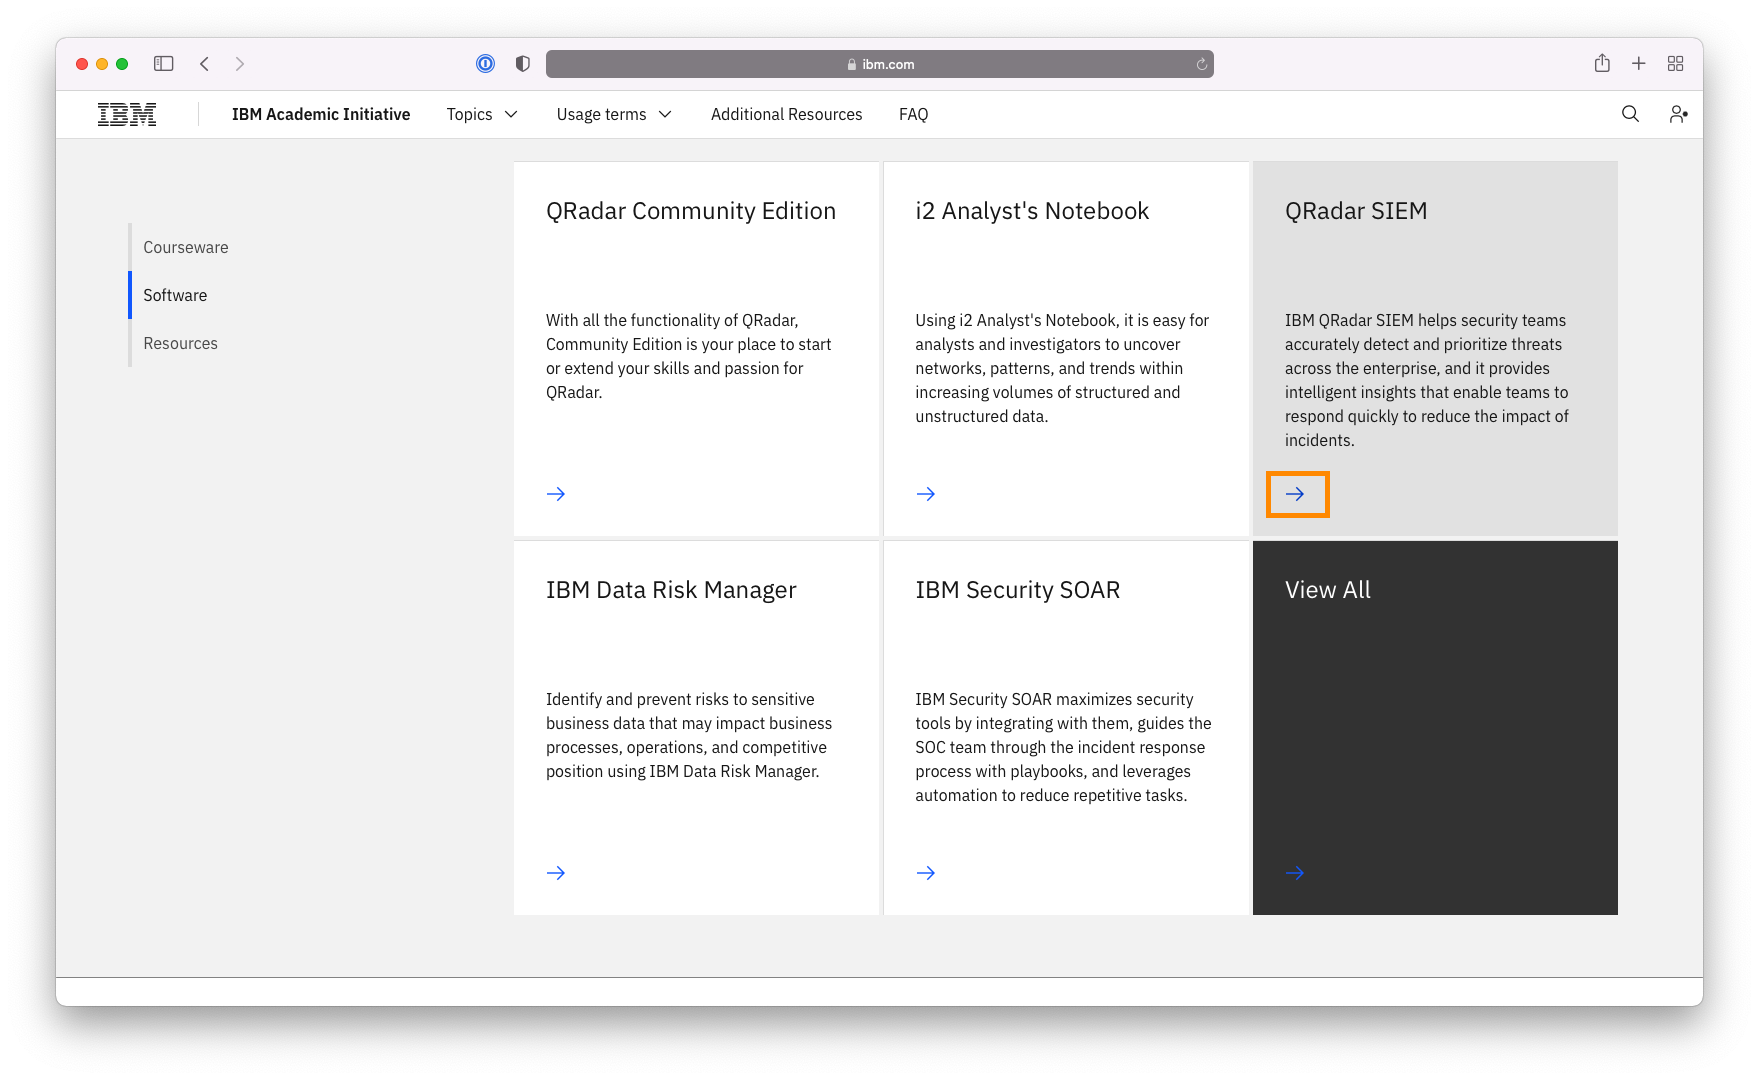 ibm.com
IBM
IBM Academic Initiative
Topics
Usage terms
Additional Resources
FAQ
Courseware
Software
Resources
QRadar Community Edition
With all the functionality of QRadar,
Community Edition is your place to start
or extend your skills and passion for
QRadar.
i2 Analyst's Notebook
Using i2 Analyst's Notebook, it is easy for
analysts and investigators to uncover
networks, patterns, and trends within
increasing volumes of structured and
unstructured data.
QRadar SIEM
IBM QRadar SIEM helps security teams
accurately detect and prioritize threats
across the enterprise, and it provides
intelligent insights that enable teams to
respond quickly to reduce the impact of
incidents.
IBM Data Risk Manager
Identify and prevent risks to sensitive
business data that may impact business
processes, operations, and competitive
position using IBM Data Risk Manager.
IBM Security SOAR
IBM Security SOAR maximizes security
tools by integrating with them, guides the
SOC team through the incident response
process with playbooks, and leverages
automation to reduce repetitive tasks.
View All